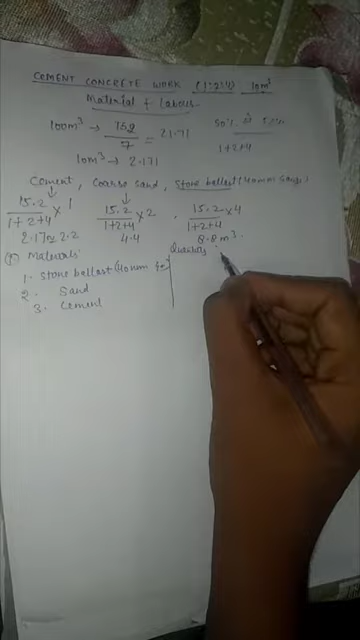 CEMENT CONCRETE WORK (1:2:4) 10m³
Material & Labour
100m³ → 152/7 = 21.71
50% 50%
10m³ → 2.171
1+2+4
Cement, Coarse sand, Stone ballast (40mm gauge)
15.2/1+2+4 × 1 15.2/1+2+4 × 2 , 15.2/1+2+4 × 4
2.17 ≈ 2.2 4.4 8.8 m³
(1) Materials Quantity
1. Stone ballast (40mm
2. Sand
3. Cement